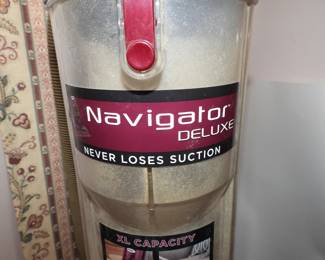 Navigator
DELUXE
NEVER LOSES SUCTION
XL CAPACITY